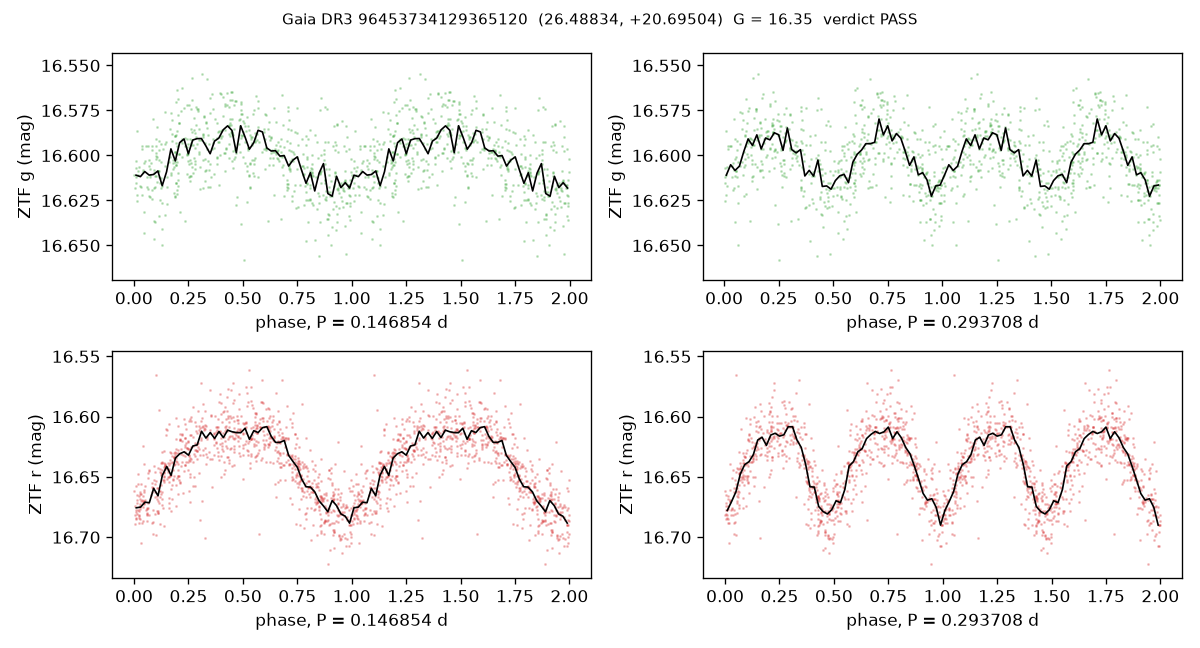 Gaia DR3 96453734129365120  (26.48834, +20.69504)  G = 16.35  verdict PASS
ZTF g (mag)
16.550
16.575
16.600
16.625
16.650
0.00 0.25 0.50 0.75 1.00 1.25 1.50 1.75 2.00
phase, P = 0.146854 d
ZTF g (mag)
16.550
16.575
16.600
16.625
16.650
0.00 0.25 0.50 0.75 1.00 1.25 1.50 1.75 2.00
phase, P = 0.293708 d
ZTF r (mag)
16.55
16.60
16.65
16.70
0.00 0.25 0.50 0.75 1.00 1.25 1.50 1.75 2.00
phase, P = 0.146854 d
ZTF r (mag)
16.55
16.60
16.65
16.70
0.00 0.25 0.50 0.75 1.00 1.25 1.50 1.75 2.00
phase, P = 0.293708 d